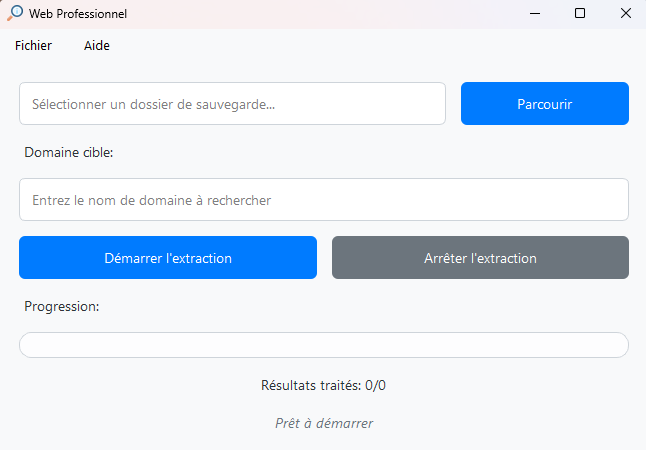 Web Professionnel
Fichier Aide
Sélectionner un dossier de sauvegarde... Parcourir
Domaine cible:
Entrez le nom de domaine à rechercher
Démarrer l'extraction Arrêter l'extraction
Progression:
Résultats traités: 0/0
Prêt à démarrer